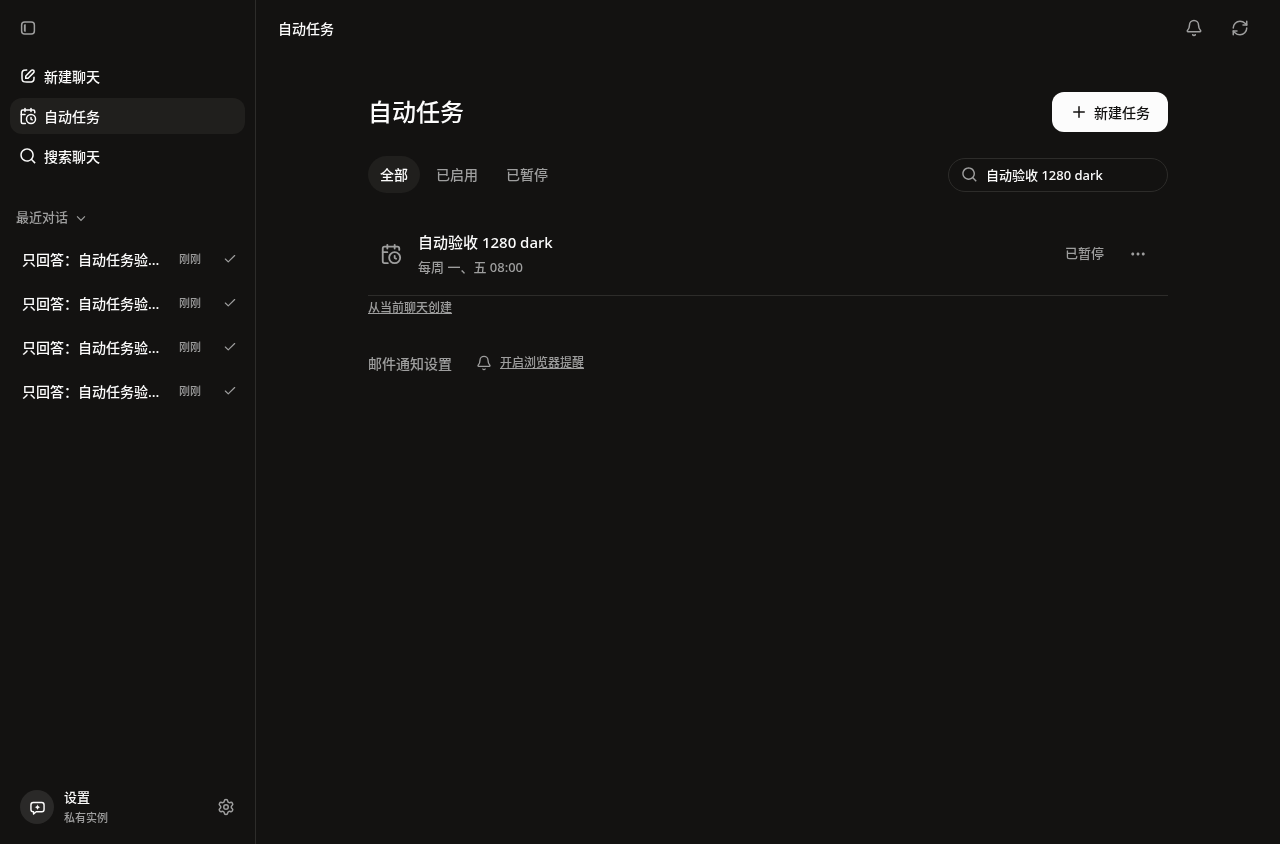 自动任务
新建聊天
自动任务
搜索聊天
最近对话
只回答：自动任务验... 刚刚
只回答：自动任务验... 刚刚
只回答：自动任务验... 刚刚
只回答：自动任务验... 刚刚
设置
私有实例
自动任务
新建任务
全部 已启用 已暂停
自动验收 1280 dark
自动验收 1280 dark
每周 一、五 08:00
已暂停
从当前聊天创建
邮件通知设置 开启浏览器提醒